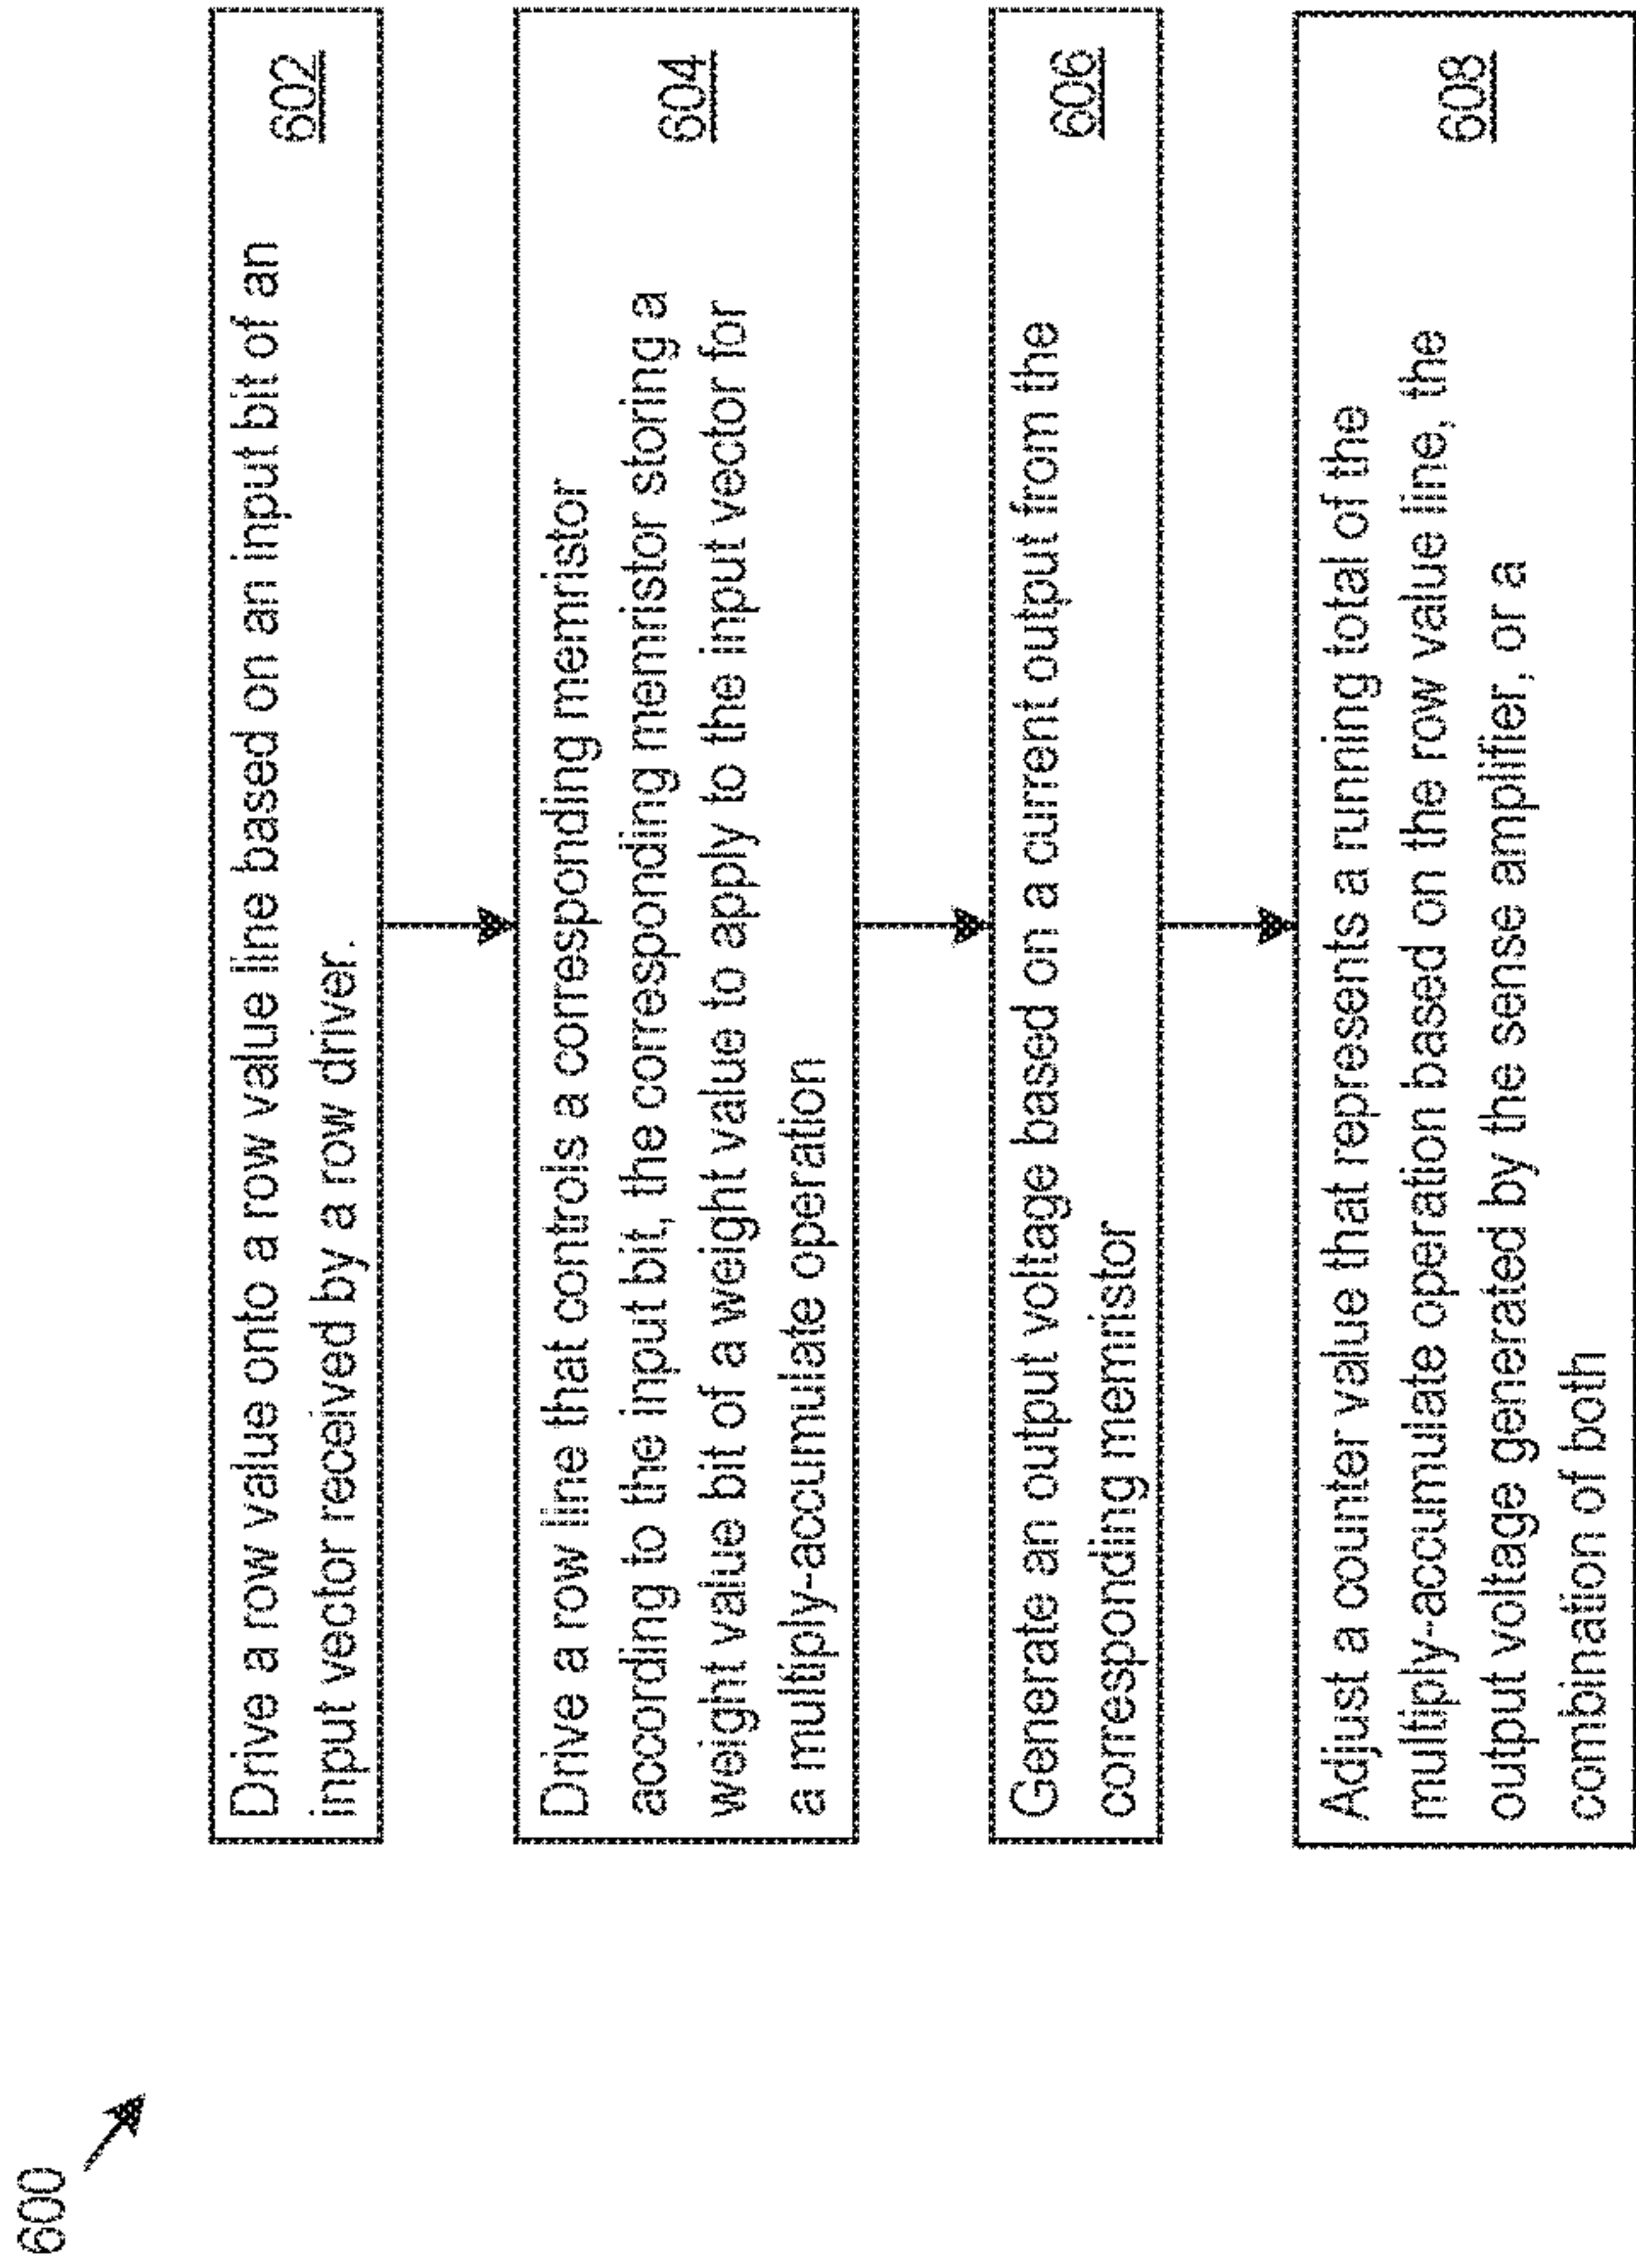 600
Drive a row value onto a row value line based on an input bit of an
input vector received by a row driver.
602
Drive a row line that controls a corresponding memristor
according to the input bit, the corresponding memristor storing a
weight value bit of a weight value to apply to the input vector for
a multiply-accumulate operation
604
Generate an output voltage based on a current output from the
corresponding memristor
606
Adjust a counter value that represents a running total of the
multiply-accumulate operation based on the row value line, the
output voltage generated by the sense amplifier, or a
combination of both
608